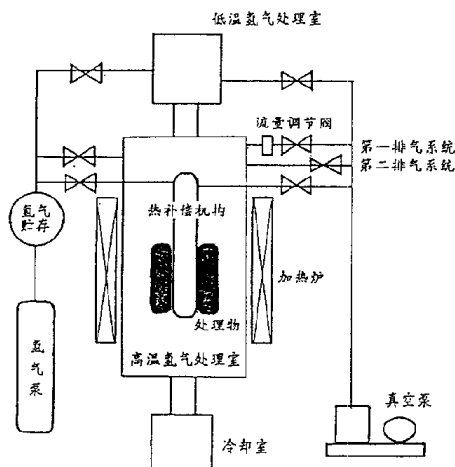 低温氢气处理室
流量调节阀
第一排气系统
第二排气系统
氢气
贮存
热补偿机构
加热炉
处理物
高温氢气处理室
氢
气
泵
真空泵
冷却室